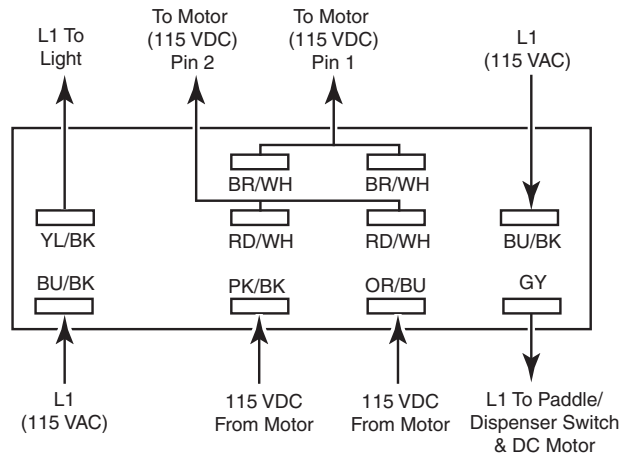 L1 To
Light
To Motor
(115 VDC)
Pin 2
To Motor
(115 VDC)
Pin 1
L1
(115 VAC)
BR/WH
BR/WH
YL/BK
RD/WH
RD/WH
BU/BK
BU/BK
PK/BK
OR/BU
GY
L1
(115 VAC)
115 VDC
From Motor
115 VDC
From Motor
L1 To Paddle/
Dispenser Switch
& DC Motor